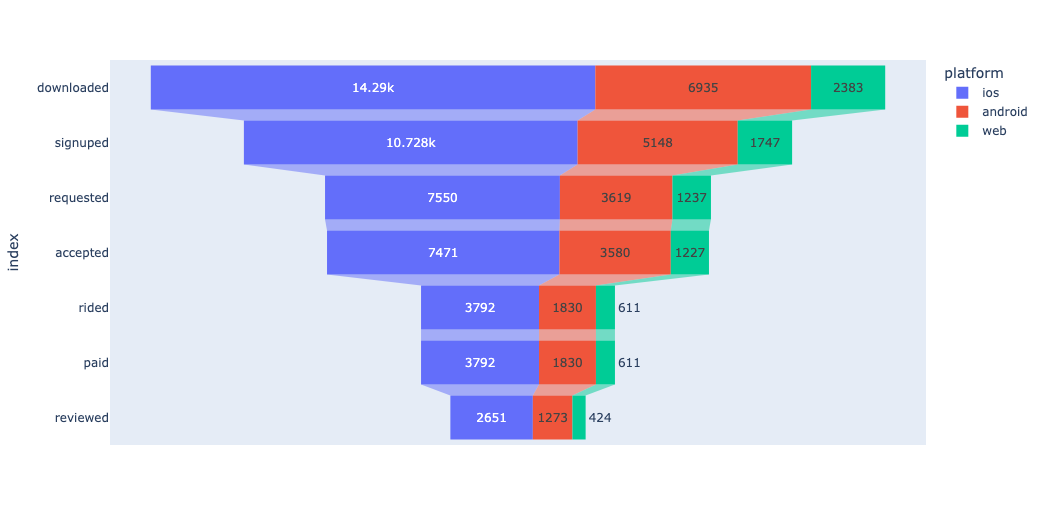 platform
ios
android
web
index
downloaded 14.29k 6935 2383
signuped 10.728k 5148 1747
requested 7550 3619 1237
accepted 7471 3580 1227
rided 3792 1830 611
paid 3792 1830 611
reviewed 2651 1273 424